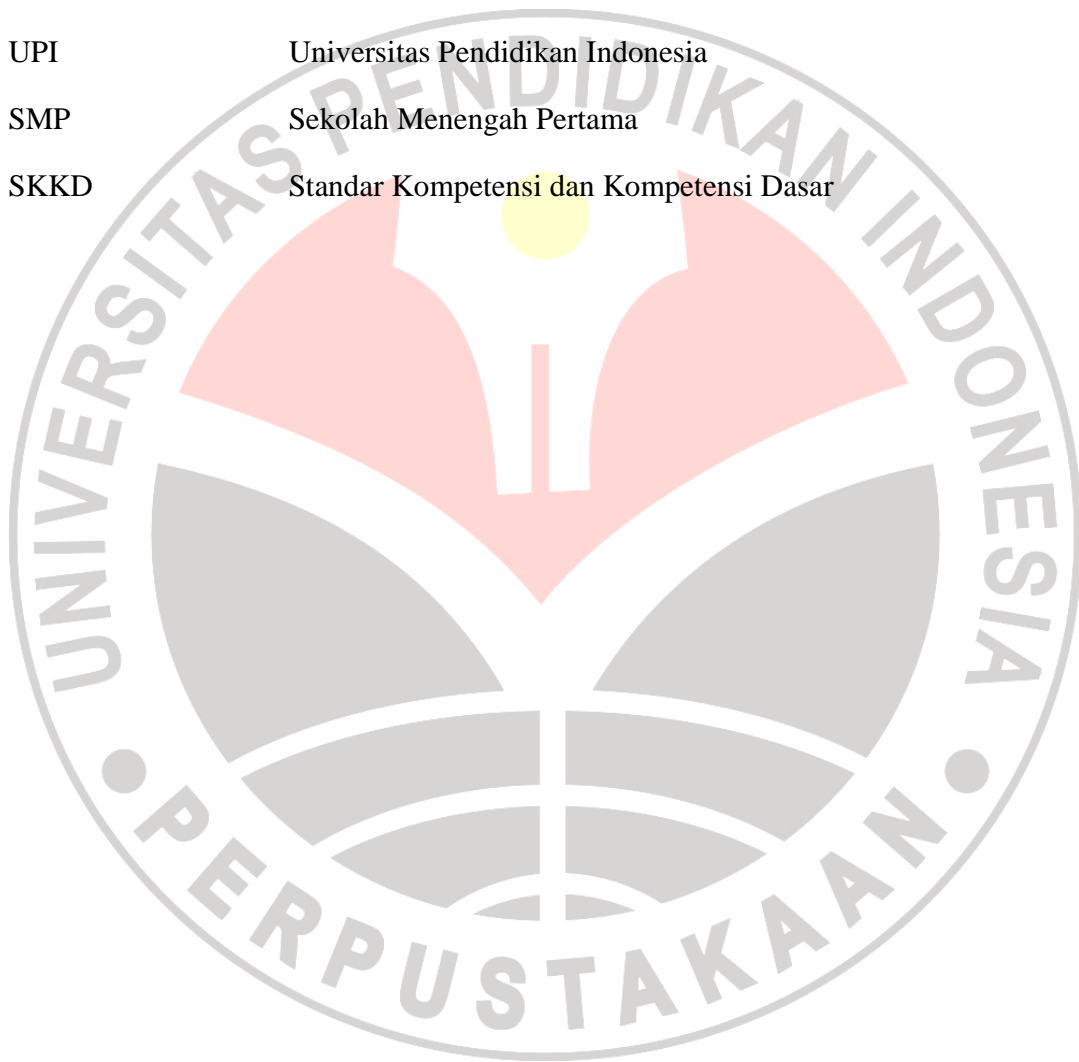 UPI Universitas Pendidikan Indonesia
SMP Sekolah Menengah Pertama
SKKD Standar Kompetensi dan Kompetensi Dasar
UNIVERSITAS PENDIDIKAN INDONESIA
PERPUSTAKAAN